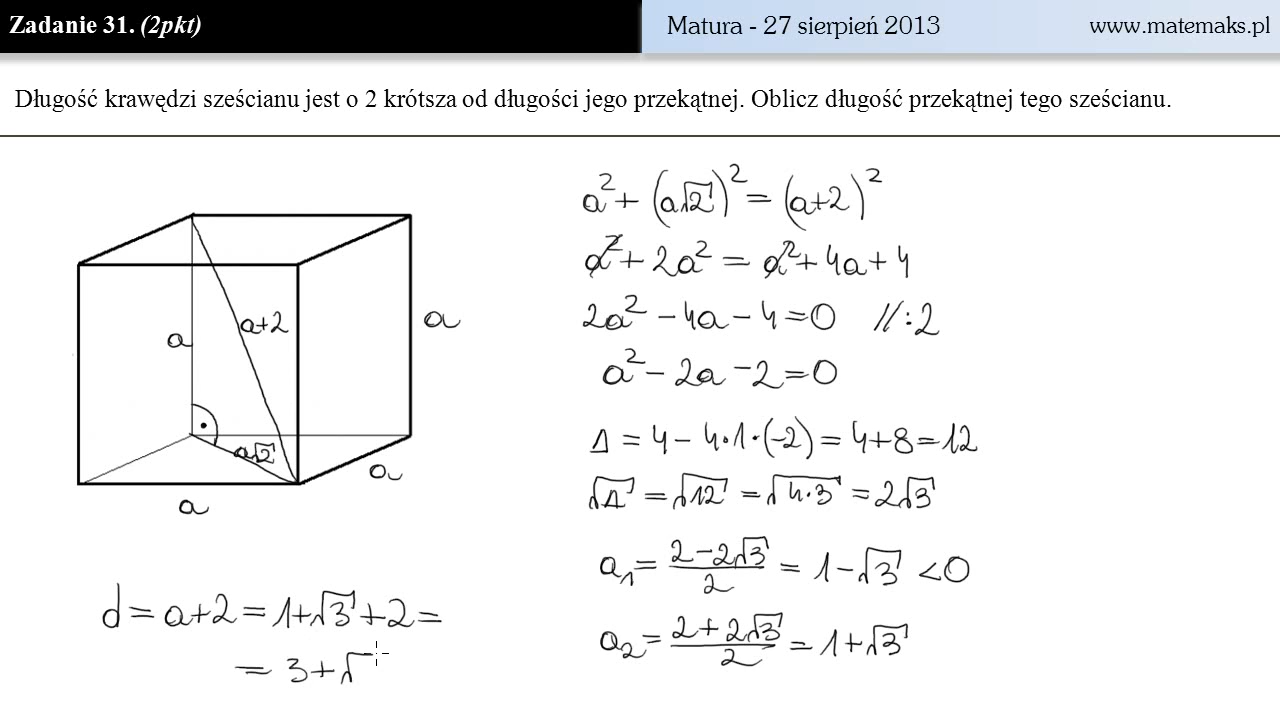 Zadanie 31. (2pkt)
Matura - 27 sierpień 2013
www.matemaks.pl
Długość krawędzi sześcianu jest o 2 krótsza od długości jego przekątnej. Oblicz długość przekątnej tego sześcianu.
a
a+2
a
a√2
a
a
d = a+2 = 1+√3+2 =
= 3+√
a² + (a√2)² = (a+2)²
a² + 2a² = a² + 4a + 4
2a² - 4a - 4 = 0 //:2
a² - 2a - 2 = 0
Δ = 4 - 4·1·(-2) = 4+8 = 12
√Δ = √12 = √4·3 = 2√3
a₁ = (2-2√3)/2 = 1-√3 <0
a₂ = (2+2√3)/2 = 1+√3